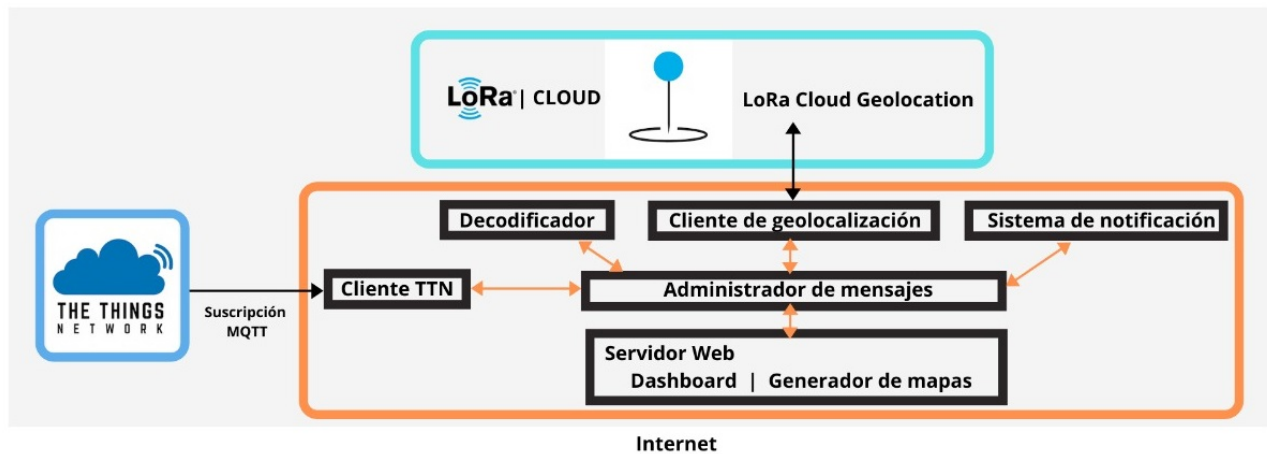 LoRa | CLOUD
LoRa Cloud Geolocation
Decodificador
Cliente de geolocalización
Sistema de notificación
THE THINGS
NETWORK
Suscripción
MQTT
Cliente TTN
Administrador de mensajes
Servidor Web
Dashboard | Generador de mapas
Internet